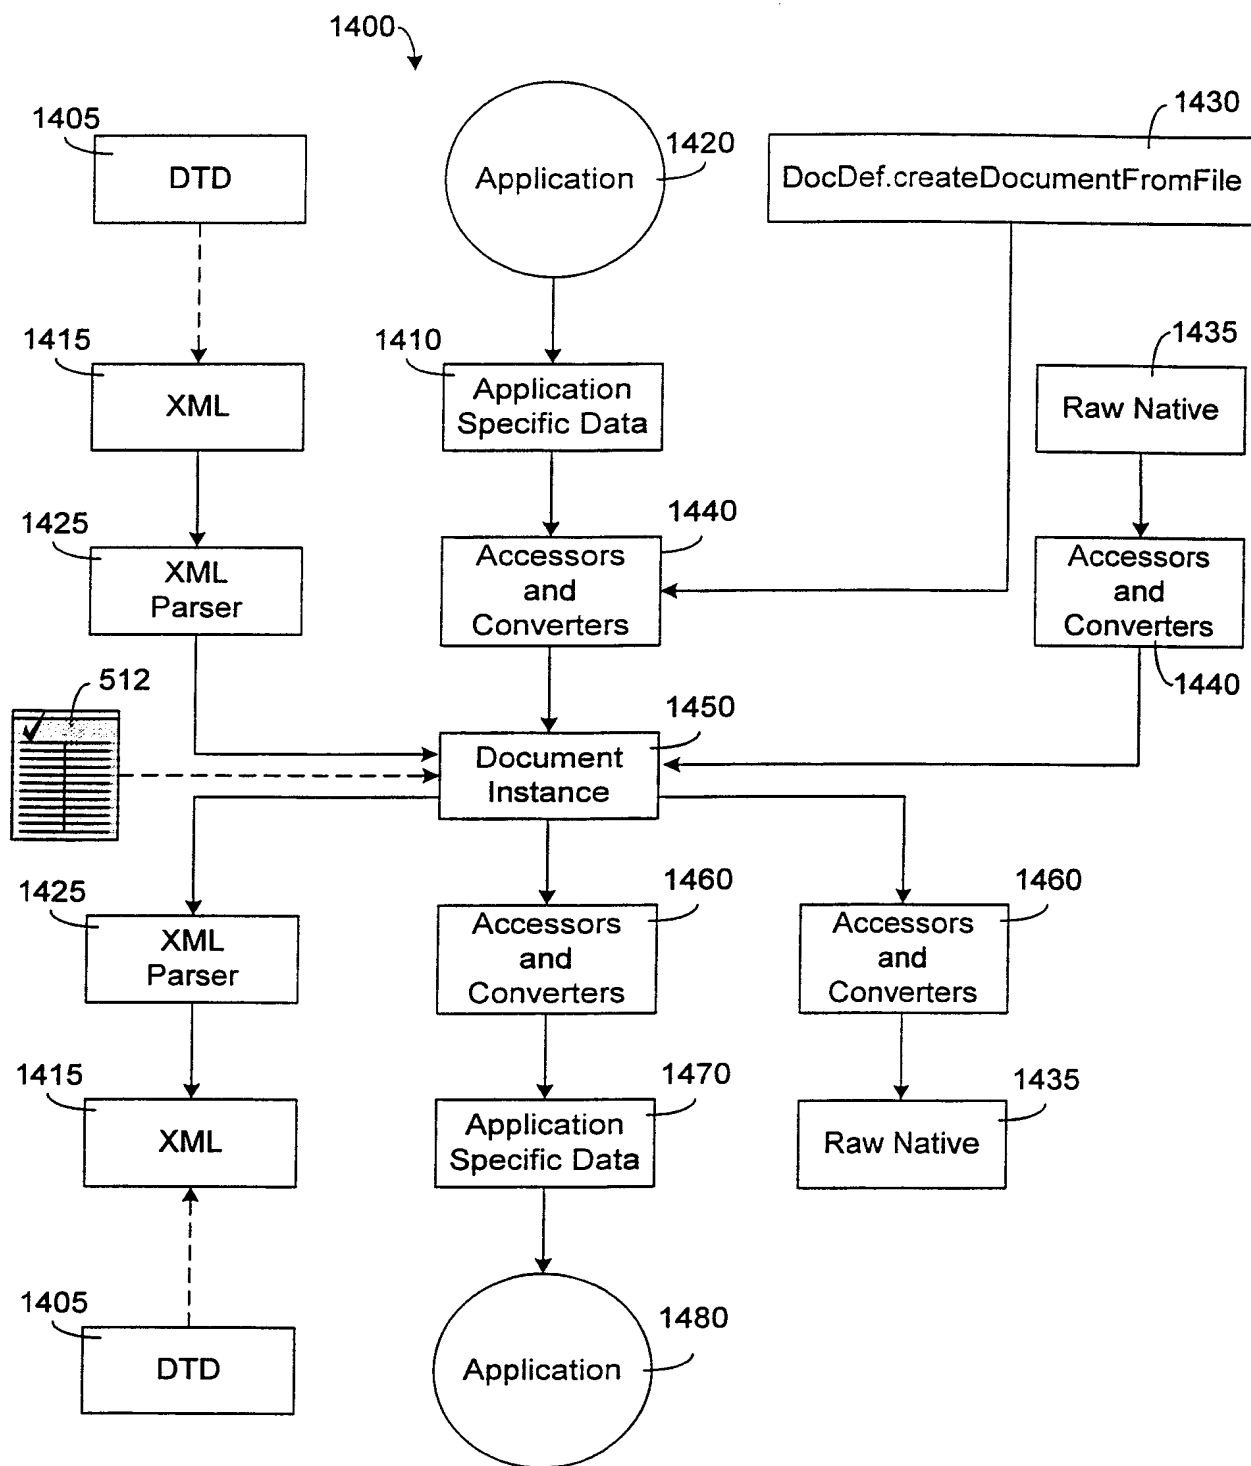 1400
1405
DTD
1420
Application
1430
DocDef.createDocumentFromFile
1415
XML
1410
Application
Specific Data
1435
Raw Native
1425
XML
Parser
1440
Accessors
and
Converters
Accessors
and
Converters
1440
512
1450
Document
Instance
1425
XML
Parser
1460
Accessors
and
Converters
1460
Accessors
and
Converters
1415
XML
1470
Application
Specific Data
1435
Raw Native
1405
DTD
1480
Application